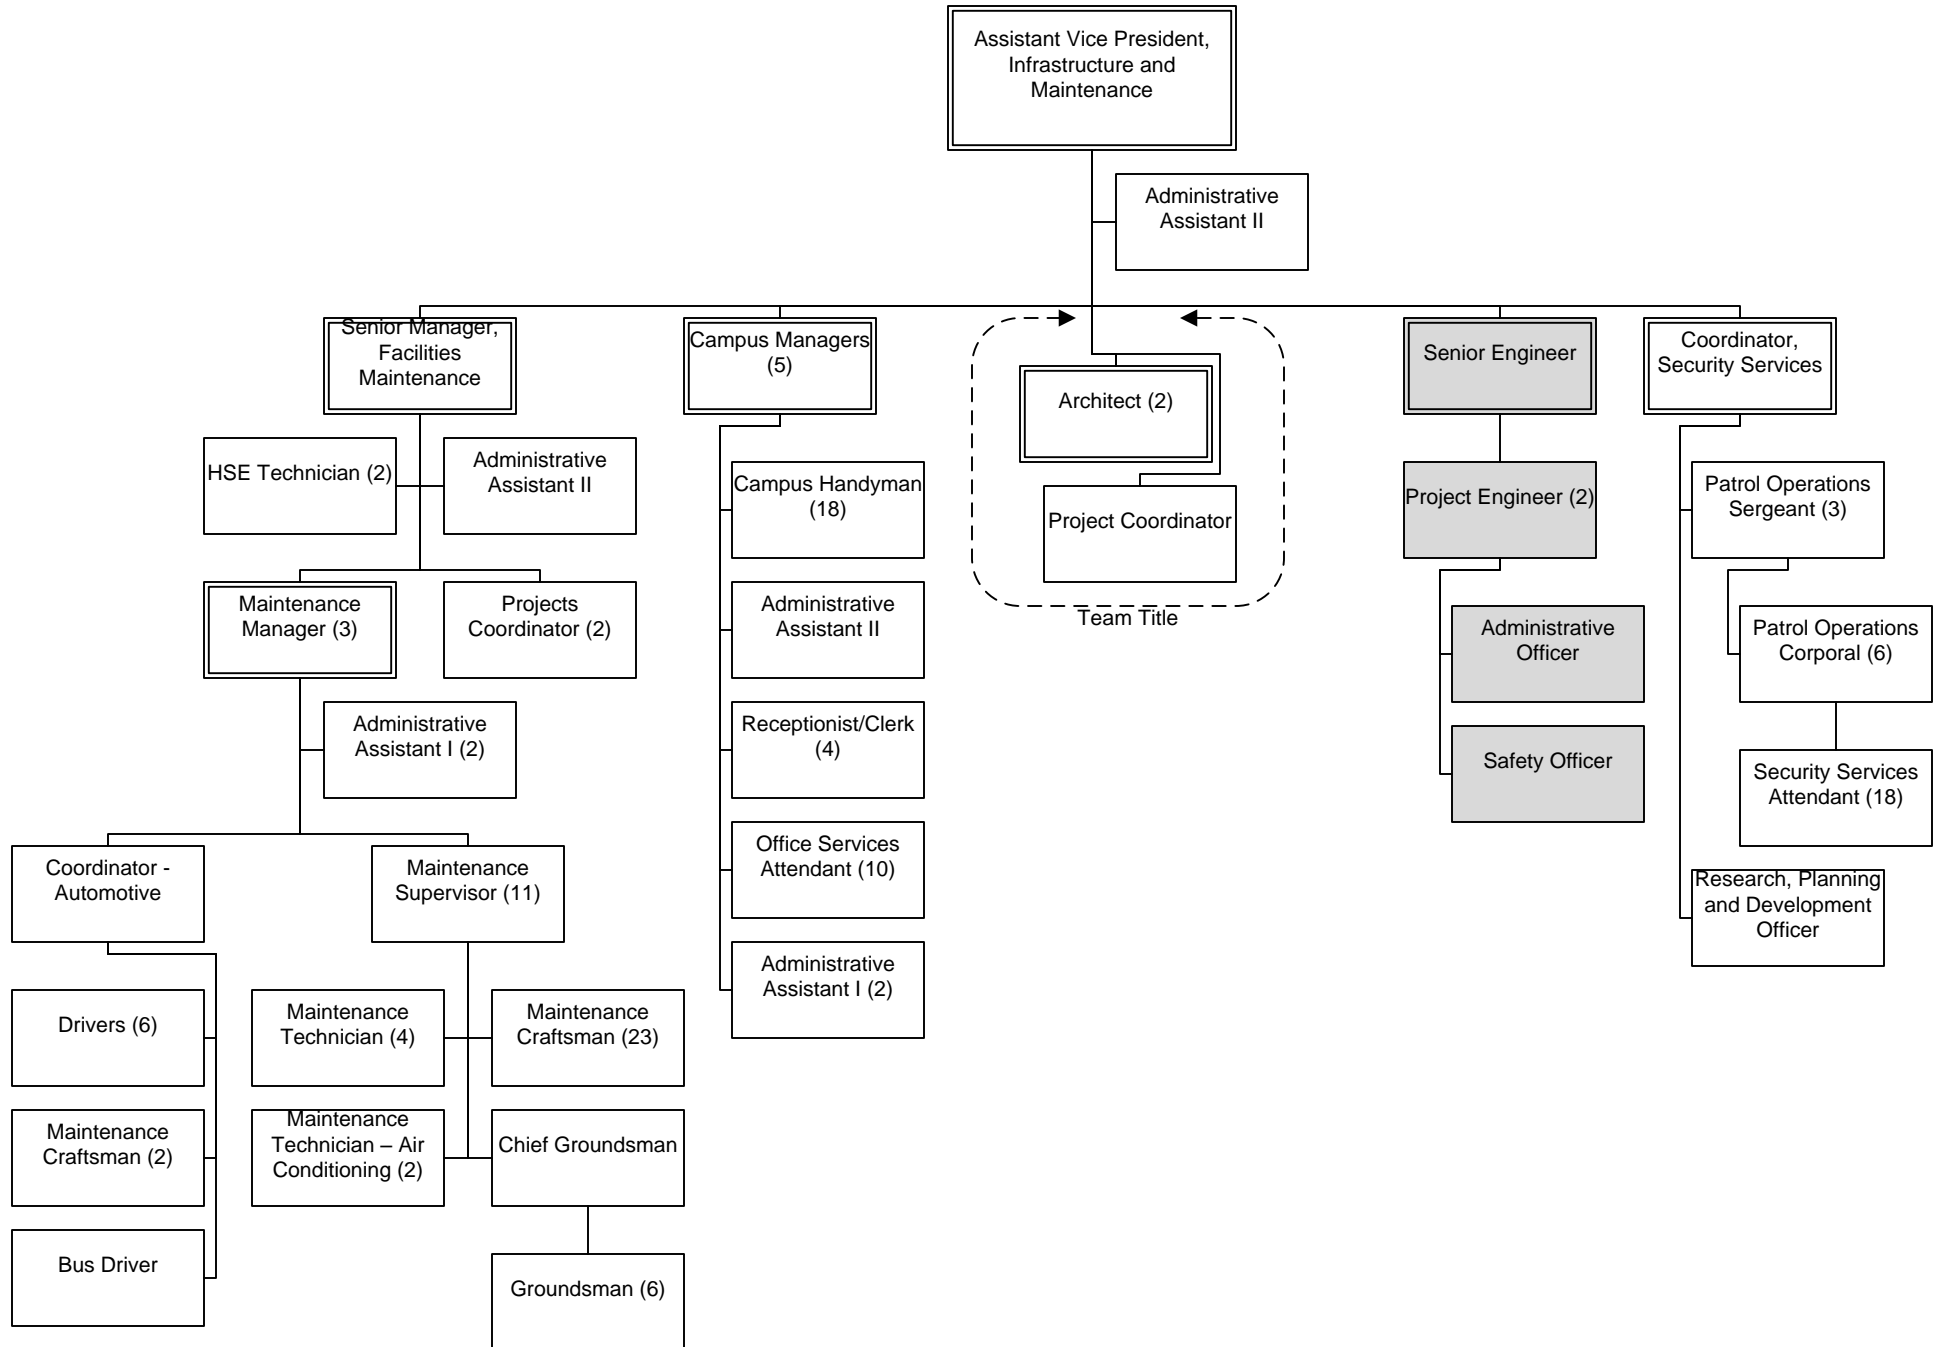 Assistant Vice President,
Infrastructure and
Maintenance
Administrative
Assistant II
Senior Manager,
Facilities
Maintenance
Campus Managers
(5)
Architect (2)
Project Coordinator
Team Title
Senior Engineer
Coordinator,
Security Services
HSE Technician (2)
Administrative
Assistant II
Maintenance
Manager (3)
Projects
Coordinator (2)
Administrative
Assistant I (2)
Coordinator -
Automotive
Maintenance
Supervisor (11)
Drivers (6)
Maintenance
Craftsman (2)
Bus Driver
Maintenance
Technician (4)
Maintenance
Craftsman (23)
Maintenance
Technician – Air
Conditioning (2)
Chief Groundsman
Groundsman (6)
Campus Handyman
(18)
Administrative
Assistant II
Receptionist/Clerk
(4)
Office Services
Attendant (10)
Administrative
Assistant I (2)
Project Engineer (2)
Administrative
Officer
Safety Officer
Patrol Operations
Sergeant (3)
Patrol Operations
Corporal (6)
Security Services
Attendant (18)
Research, Planning
and Development
Officer